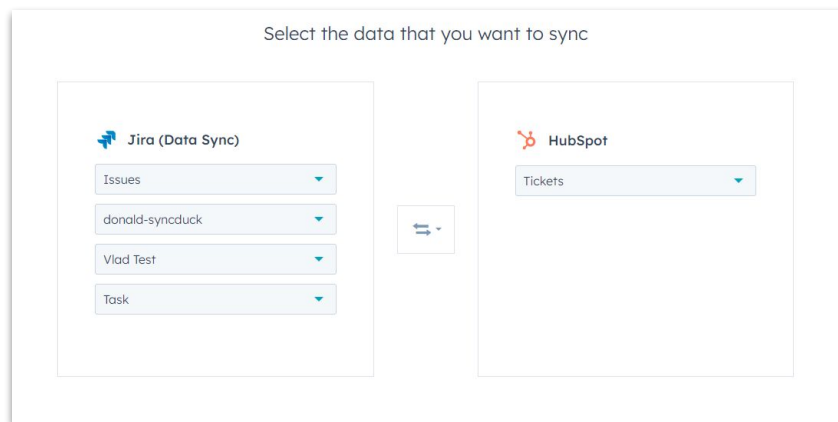 Select the data that you want to sync
Jira (Data Sync)
Issues
donald-syncduck
Vlad Test
Task
HubSpot
Tickets